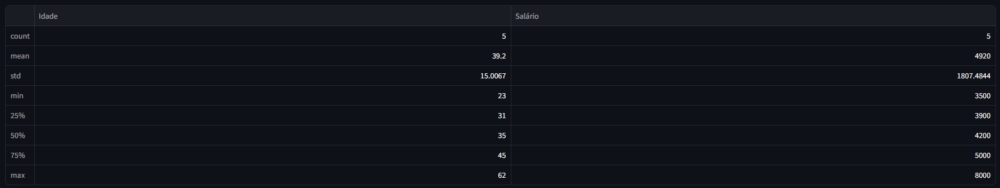 Idade Salário
count 5 5
mean 39.2 4920
std 15.0067 1807.4844
min 23 3500
25% 31 3900
50% 35 4200
75% 45 5000
max 62 8000